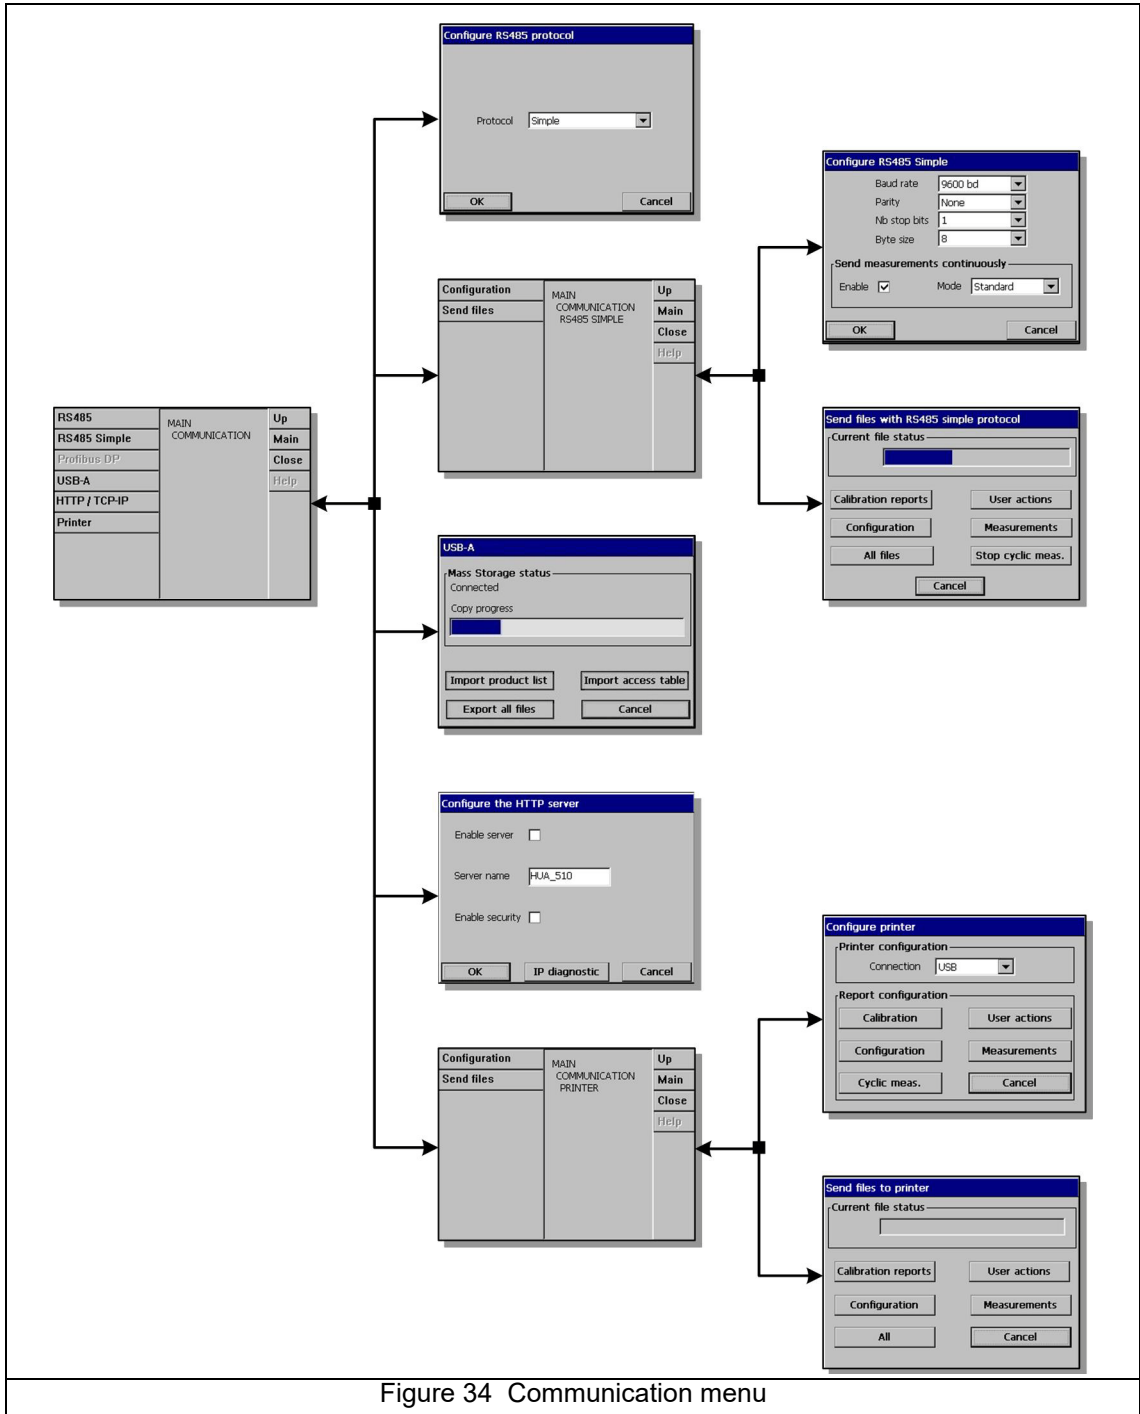 Configure RS485 protocol
Protocol Simple
OK Cancel
Configure RS485 Simple
Baud rate 9600 bd
Parity None
Nb stop bits 1
Byte size 8
Send measurements continuously
Enable Mode Standard
OK Cancel
Configuration
Send files
MAIN
COMMUNICATION
RS485 SIMPLE
Up
Main
Close
Help
RS485
RS485 Simple
Profibus DP
USB-A
HTTP / TCP-IP
Printer
MAIN
COMMUNICATION
Up
Main
Close
Help
Send files with RS485 simple protocol
Current file status
Calibration reports User actions
Configuration Measurements
All files Stop cyclic meas.
Cancel
USB-A
Mass Storage status
Connected
Copy progress
Import product list Import access table
Export all files Cancel
Configure the HTTP server
Enable server
Server name HUA_510
Enable security
OK IP diagnostic Cancel
Configure printer
Printer configuration
Connection USB
Report configuration
Calibration User actions
Configuration Measurements
Cyclic meas. Cancel
Configuration
Send files
MAIN
COMMUNICATION
PRINTER
Up
Main
Close
Help
Send files to printer
Current file status
Calibration reports User actions
Configuration Measurements
All Cancel
Figure 34 Communication menu